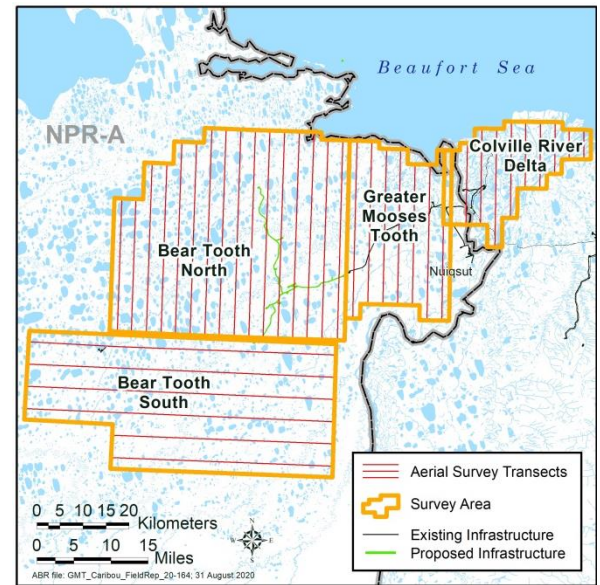 Beaufort Sea
NPR-A
Colville River
Delta
Greater
Mooses
Tooth
Bear Tooth
North
Nuiqsut
Bear Tooth
South
Aerial Survey Transects
Survey Area
Existing Infrastructure
Proposed Infrastructure
0 5 10 15 20
Kilometers
0 5 10 15
Miles
N
W E
S
ABR file: GMT_Caribou_FieldRep_20-164; 31 August 2020